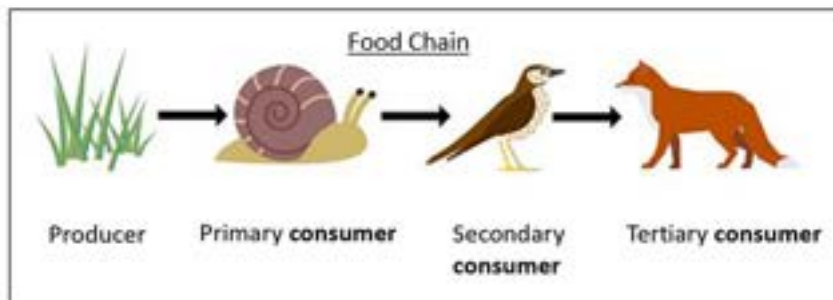 Food Chain
Producer
Primary consumer
Secondary
consumer
Tertiary consumer